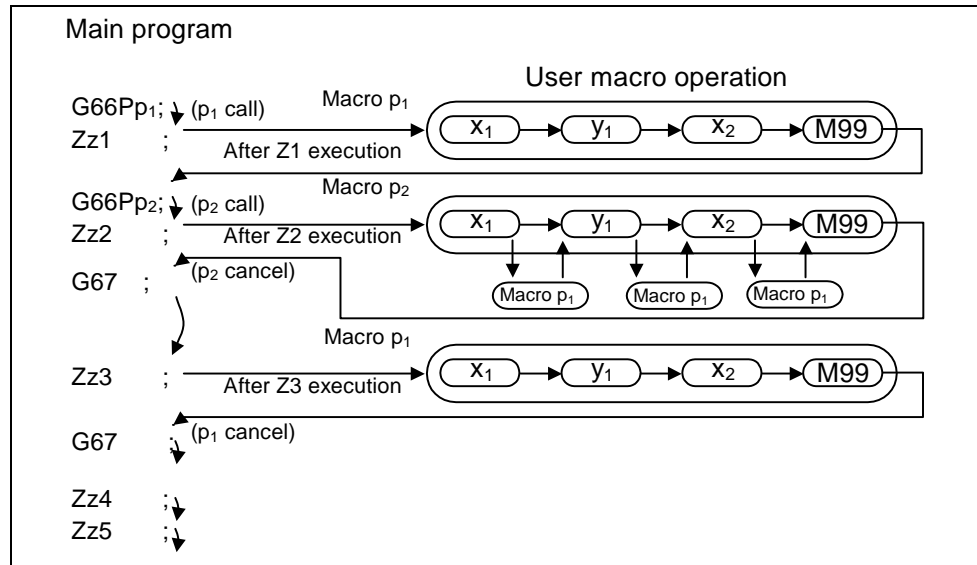 Main program
User macro operation
G66Pp₁; (p₁ call) Macro p₁
Zz1 ; x₁ y₁ x₂ M99
After Z1 execution
G66Pp₂; (p₂ call) Macro p₂
Zz2 ; After Z2 execution x₁ y₁ x₂ M99
G67 ; (p₂ cancel)
Macro p₁ Macro p₁ Macro p₁
Macro p₁
Zz3 ; After Z3 execution x₁ y₁ x₂ M99
G67 ; (p₁ cancel)
Zz4 ;
Zz5 ;